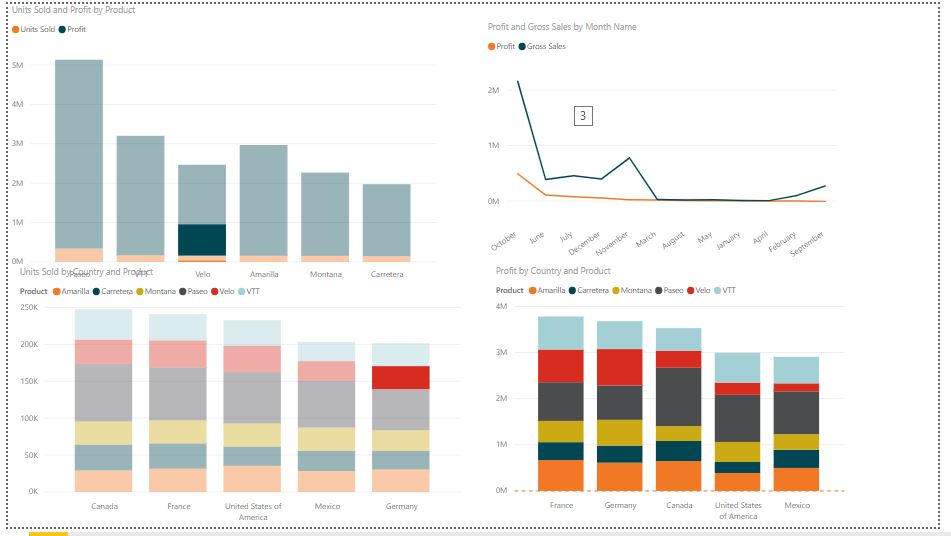 Units Sold and Profit by Product
Units Sold Profit
5M
4M
3M
2M
1M
0M
Paseo VTT Velo Amarilla Montana Carretera
Profit and Gross Sales by Month Name
Profit Gross Sales
2M
1M
0M
3
October June July December November March August May January April February September
Units Sold by Country and Product
Product Amarilla Carretera Montana Paseo Velo VTT
250K
200K
150K
100K
50K
0K
Canada France United States of Mexico Germany
America
Profit by Country and Product
Product Amarilla Carretera Montana Paseo Velo VTT
4M
3M
2M
1M
0M
France Germany Canada United States Mexico
of America